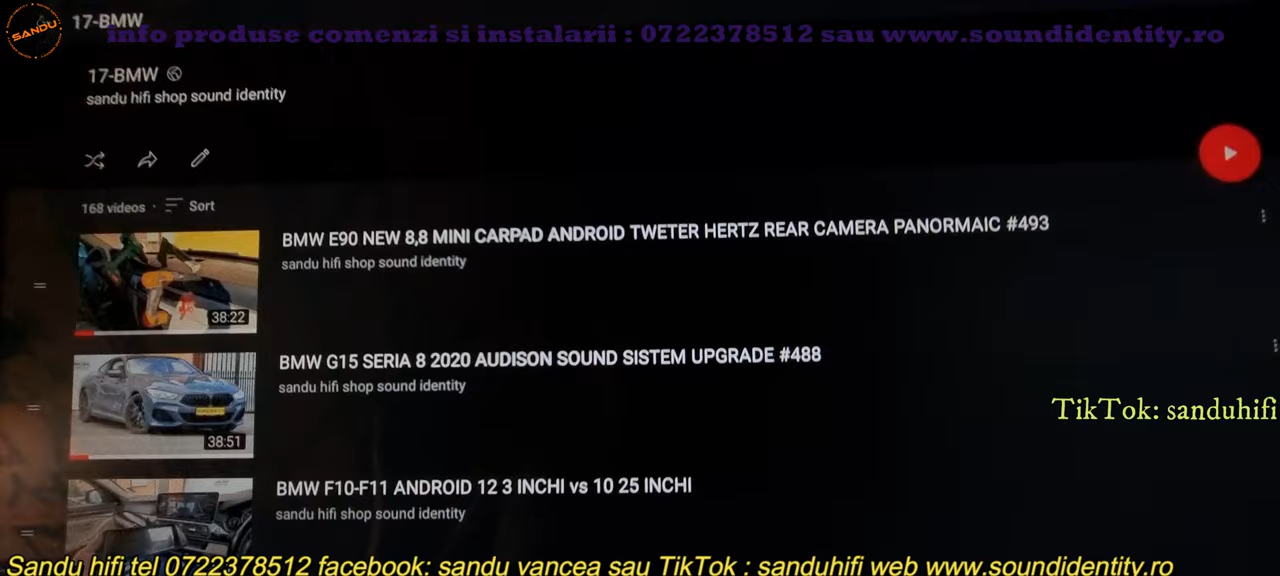 SANDU
17-BMW
info produse comenzi si instalarii : 0722378512 sau www.soundidentity.ro
17-BMW
sandu hifi shop sound identity
168 videos · Sort
BMW E90 NEW 8,8 MINI CARPAD ANDROID TWETER HERTZ REAR CAMERA PANORMAIC #493
sandu hifi shop sound identity
38:22
BMW G15 SERIA 8 2020 AUDISON SOUND SISTEM UPGRADE #488
sandu hifi shop sound identity
38:51
TikTok: sanduhifi
BMW F10-F11 ANDROID 12 3 INCHI vs 10 25 INCHI
sandu hifi shop sound identity
Sandu hifi tel 0722378512 facebook: sandu vancea sau TikTok : sanduhifi web www.soundidentity.ro